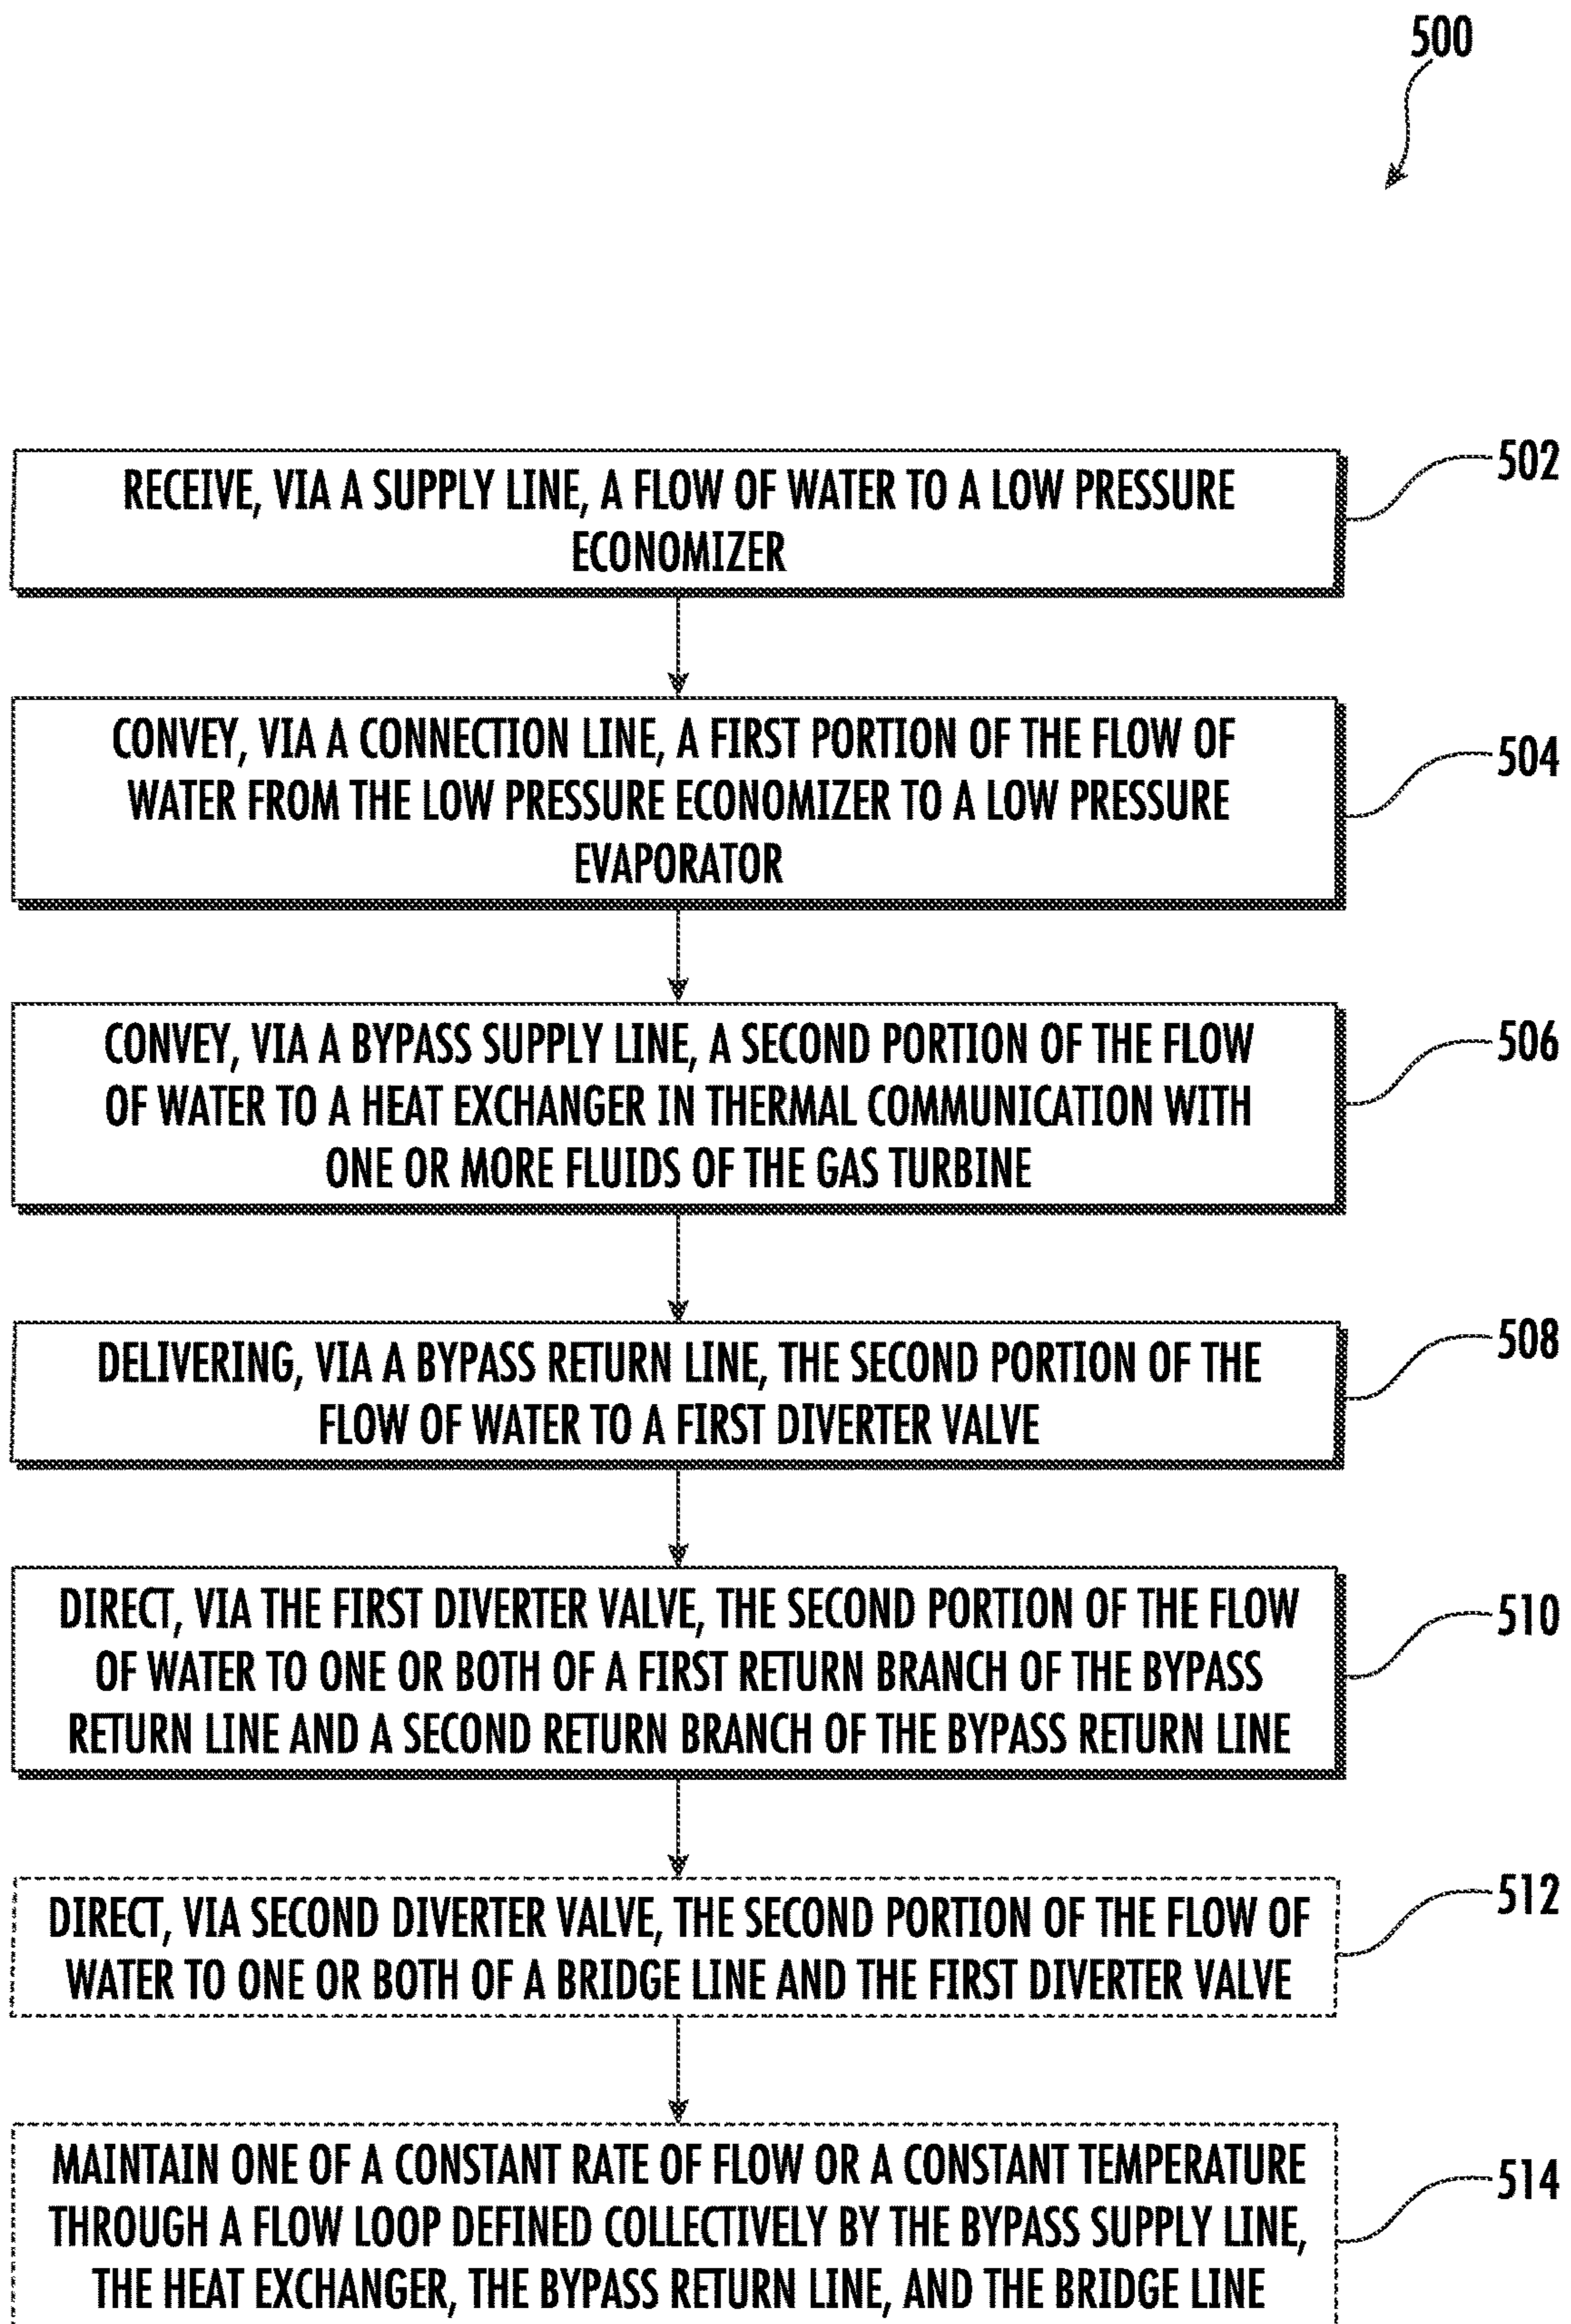 500
RECEIVE, VIA A SUPPLY LINE, A FLOW OF WATER TO A LOW PRESSURE
ECONOMIZER
502
CONVEY, VIA A CONNECTION LINE, A FIRST PORTION OF THE FLOW OF
WATER FROM THE LOW PRESSURE ECONOMIZER TO A LOW PRESSURE
EVAPORATOR
504
CONVEY, VIA A BYPASS SUPPLY LINE, A SECOND PORTION OF THE FLOW
OF WATER TO A HEAT EXCHANGER IN THERMAL COMMUNICATION WITH
ONE OR MORE FLUIDS OF THE GAS TURBINE
506
DELIVERING, VIA A BYPASS RETURN LINE, THE SECOND PORTION OF THE
FLOW OF WATER TO A FIRST DIVERTER VALVE
508
DIRECT, VIA THE FIRST DIVERTER VALVE, THE SECOND PORTION OF THE FLOW
OF WATER TO ONE OR BOTH OF A FIRST RETURN BRANCH OF THE BYPASS
RETURN LINE AND A SECOND RETURN BRANCH OF THE BYPASS RETURN LINE
510
DIRECT, VIA SECOND DIVERTER VALVE, THE SECOND PORTION OF THE FLOW OF
WATER TO ONE OR BOTH OF A BRIDGE LINE AND THE FIRST DIVERTER VALVE
512
MAINTAIN ONE OF A CONSTANT RATE OF FLOW OR A CONSTANT TEMPERATURE
THROUGH A FLOW LOOP DEFINED COLLECTIVELY BY THE BYPASS SUPPLY LINE,
THE HEAT EXCHANGER, THE BYPASS RETURN LINE, AND THE BRIDGE LINE
514